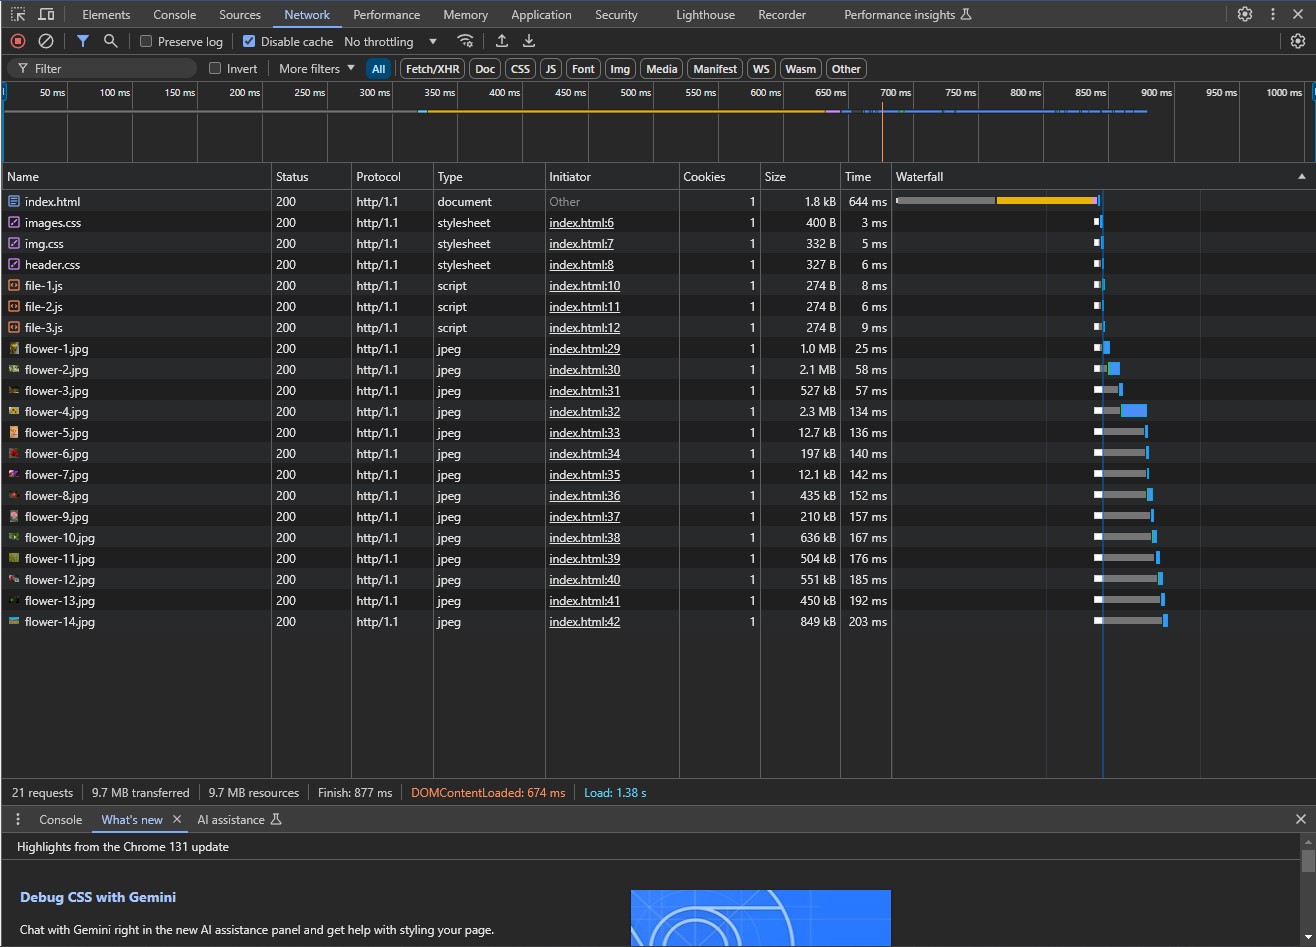 Elements Console Sources Network Performance Memory Application Security Lighthouse Recorder Performance insights
Preserve log Disable cache No throttling
Filter Invert More filters All Fetch/XHR Doc CSS JS Font Img Media Manifest WS Wasm Other
50 ms 100 ms 150 ms 200 ms 250 ms 300 ms 350 ms 400 ms 450 ms 500 ms 550 ms 600 ms 650 ms 700 ms 750 ms 800 ms 850 ms 900 ms 950 ms 1000 ms
Name Status Protocol Type Initiator Cookies Size Time Waterfall
index.html 200 http/1.1 document Other 1 1.8 kB 644 ms
images.css 200 http/1.1 stylesheet index.html:6 1 400 B 3 ms
img.css 200 http/1.1 stylesheet index.html:7 1 332 B 5 ms
header.css 200 http/1.1 stylesheet index.html:8 1 327 B 6 ms
file-1.js 200 http/1.1 script index.html:10 1 274 B 8 ms
file-2.js 200 http/1.1 script index.html:11 1 274 B 6 ms
file-3.js 200 http/1.1 script index.html:12 1 274 B 9 ms
flower-1.jpg 200 http/1.1 jpeg index.html:29 1 1.0 MB 25 ms
flower-2.jpg 200 http/1.1 jpeg index.html:30 1 2.1 MB 58 ms
flower-3.jpg 200 http/1.1 jpeg index.html:31 1 527 kB 57 ms
flower-4.jpg 200 http/1.1 jpeg index.html:32 1 2.3 MB 134 ms
flower-5.jpg 200 http/1.1 jpeg index.html:33 1 12.7 kB 136 ms
flower-6.jpg 200 http/1.1 jpeg index.html:34 1 197 kB 140 ms
flower-7.jpg 200 http/1.1 jpeg index.html:35 1 12.1 kB 142 ms
flower-8.jpg 200 http/1.1 jpeg index.html:36 1 435 kB 152 ms
flower-9.jpg 200 http/1.1 jpeg index.html:37 1 210 kB 157 ms
flower-10.jpg 200 http/1.1 jpeg index.html:38 1 636 kB 167 ms
flower-11.jpg 200 http/1.1 jpeg index.html:39 1 504 kB 176 ms
flower-12.jpg 200 http/1.1 jpeg index.html:40 1 551 kB 185 ms
flower-13.jpg 200 http/1.1 jpeg index.html:41 1 450 kB 192 ms
flower-14.jpg 200 http/1.1 jpeg index.html:42 1 849 kB 203 ms
21 requests 9.7 MB transferred 9.7 MB resources Finish: 877 ms DOMContentLoaded: 674 ms Load: 1.38 s
Console What's new AI assistance
Highlights from the Chrome 131 update
Debug CSS with Gemini
Chat with Gemini right in the new AI assistance panel and get help with styling your page.